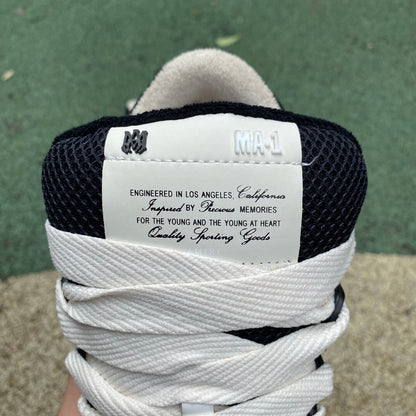 MA-1
ENGINEERED IN LOS ANGELES, California
Inspired by Precious MEMORIES
FOR THE YOUNG AND THE YOUNG AT HEART
Quality Sporting Goods